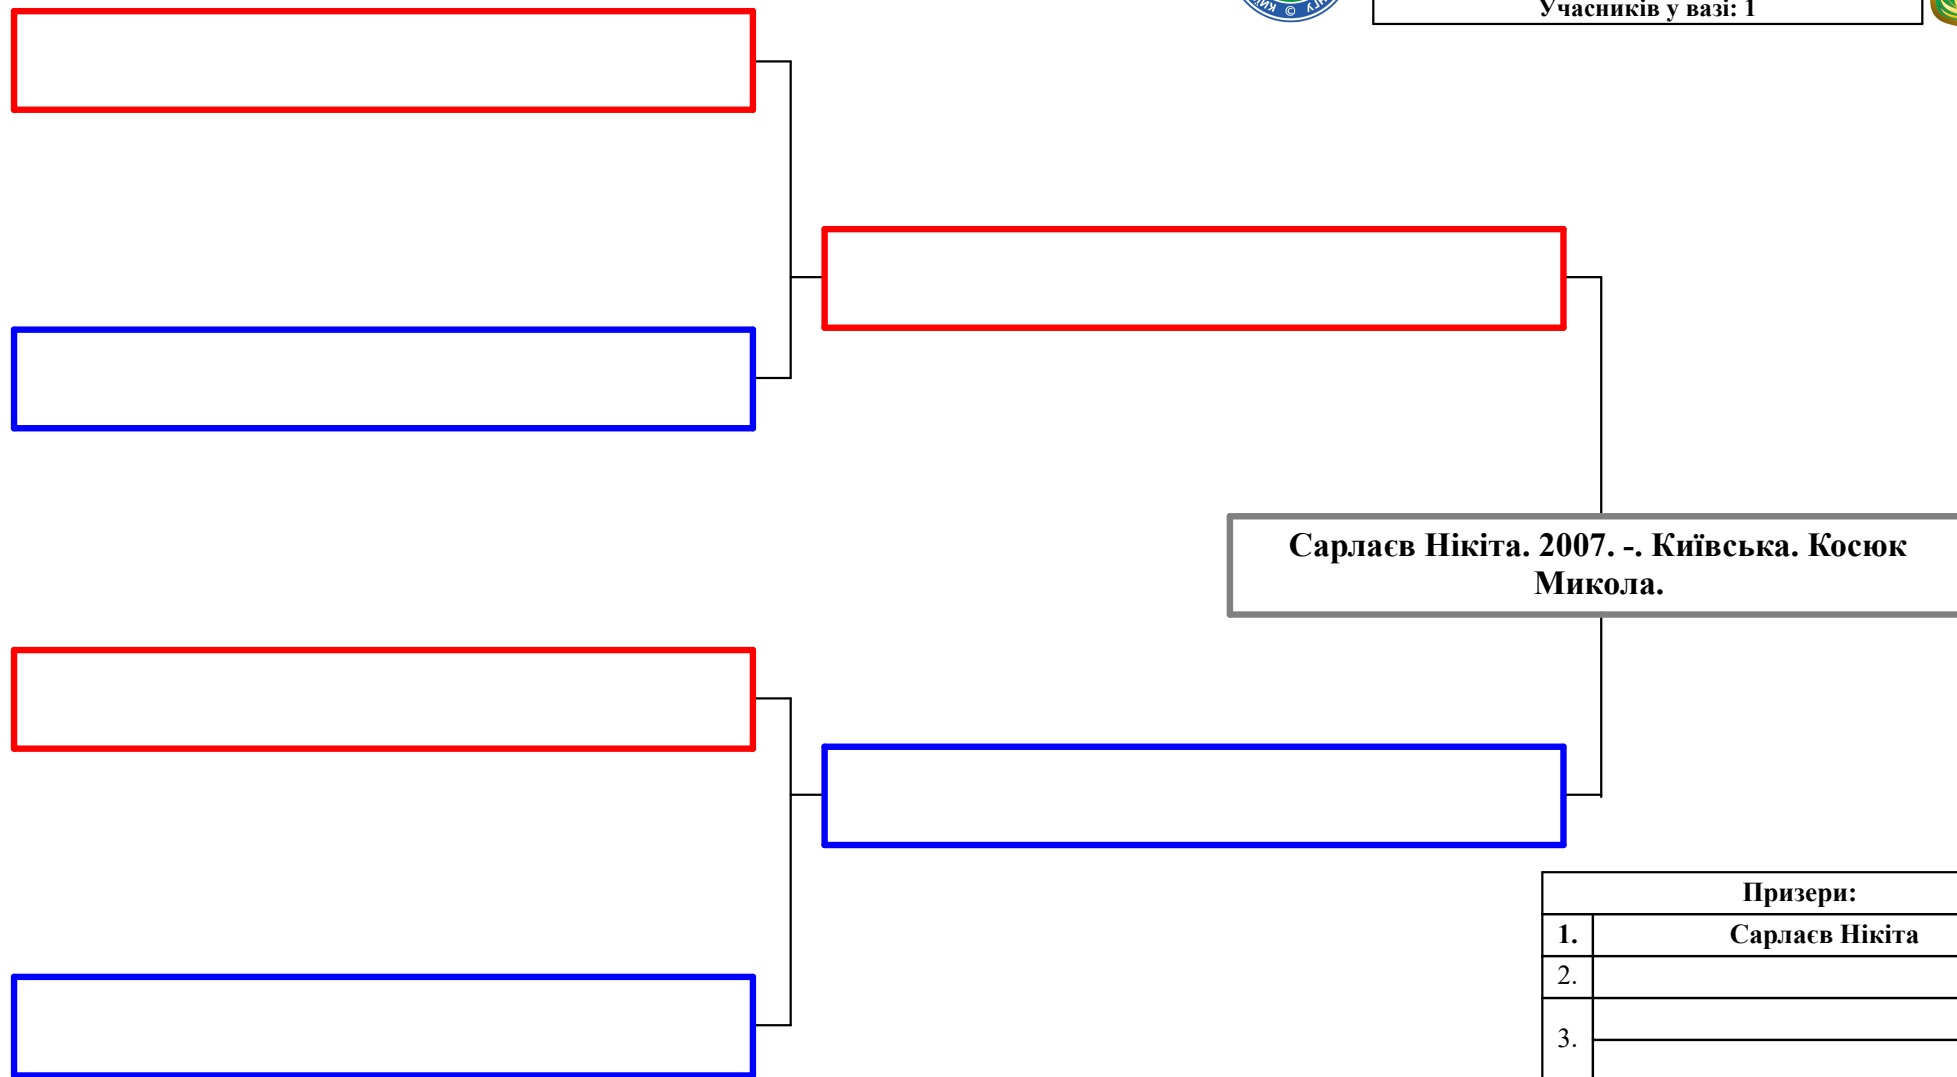 Учасників у вазі: 1
Сарлаєв Нікіта. 2007. -. Київська. Косюк
Микола.
Призери:
1. Сарлаєв Нікіта
2.
3.